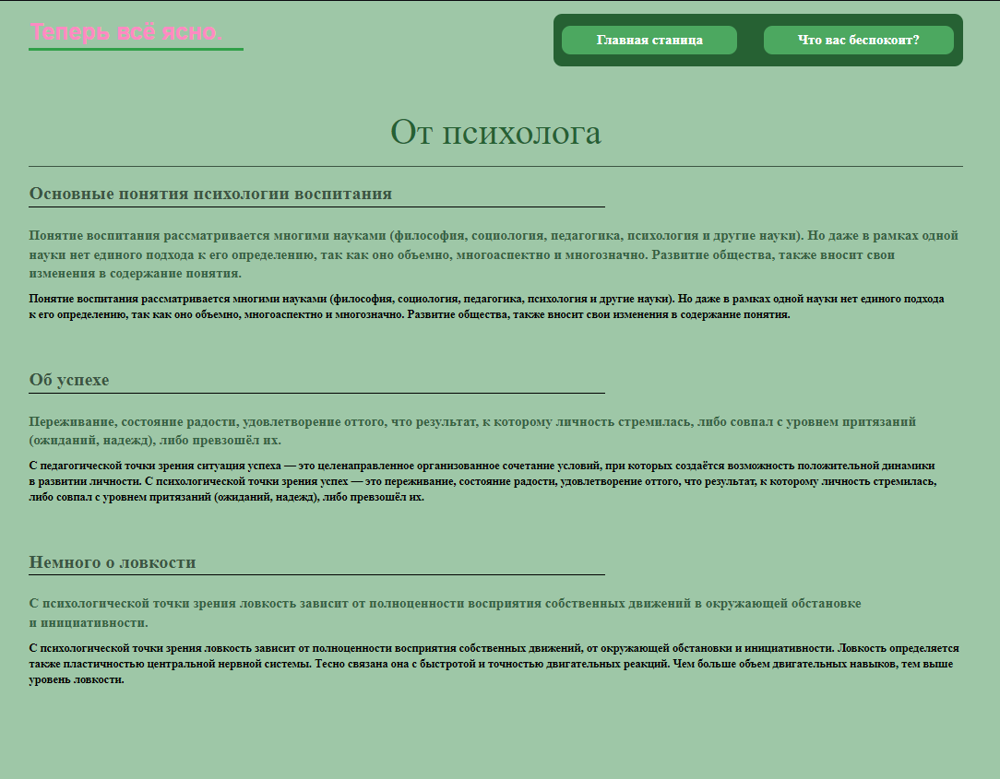 Теперь всё ясно.
Главная станица
Что вас беспокоит?
От психолога
Основные понятия психологии воспитания
Понятие воспитания рассматривается многими науками (философия, социология, педагогика, психология и другие науки). Но даже в рамках одной
науки нет единого подхода к его определению, так как оно объемно, многоаспектно и многозначно. Развитие общества, также вносит свои
изменения в содержание понятия.
Понятие воспитания рассматривается многими науками (философия, социология, педагогика, психология и другие науки). Но даже в рамках одной науки нет единого подхода
к его определению, так как оно объемно, многоаспектно и многозначно. Развитие общества, также вносит свои изменения в содержание понятия.
Об успехе
Переживание, состояние радости, удовлетворение оттого, что результат, к которому личность стремилась, либо совпал с уровнем притязаний
(ожиданий, надежд), либо превзошёл их.
С педагогической точки зрения ситуация успеха — это целенаправленное организованное сочетание условий, при которых создаётся возможность положительной динамики
в развитии личности. С психологической точки зрения успех — это переживание, состояние радости, удовлетворение оттого, что результат, к которому личность стремилась,
либо совпал с уровнем притязаний (ожиданий, надежд), либо превзошёл их.
Немного о ловкости
С психологической точки зрения ловкость зависит от полноценности восприятия собственных движений в окружающей обстановке
и инициативности.
С психологической точки зрения ловкость зависит от полноценности восприятия собственных движений, от окружающей обстановки и инициативности. Ловкость определяется
также пластичностью центральной нервной системы. Тесно связана она с быстротой и точностью двигательных реакций. Чем больше объем двигательных навыков, тем выше
уровень ловкости.